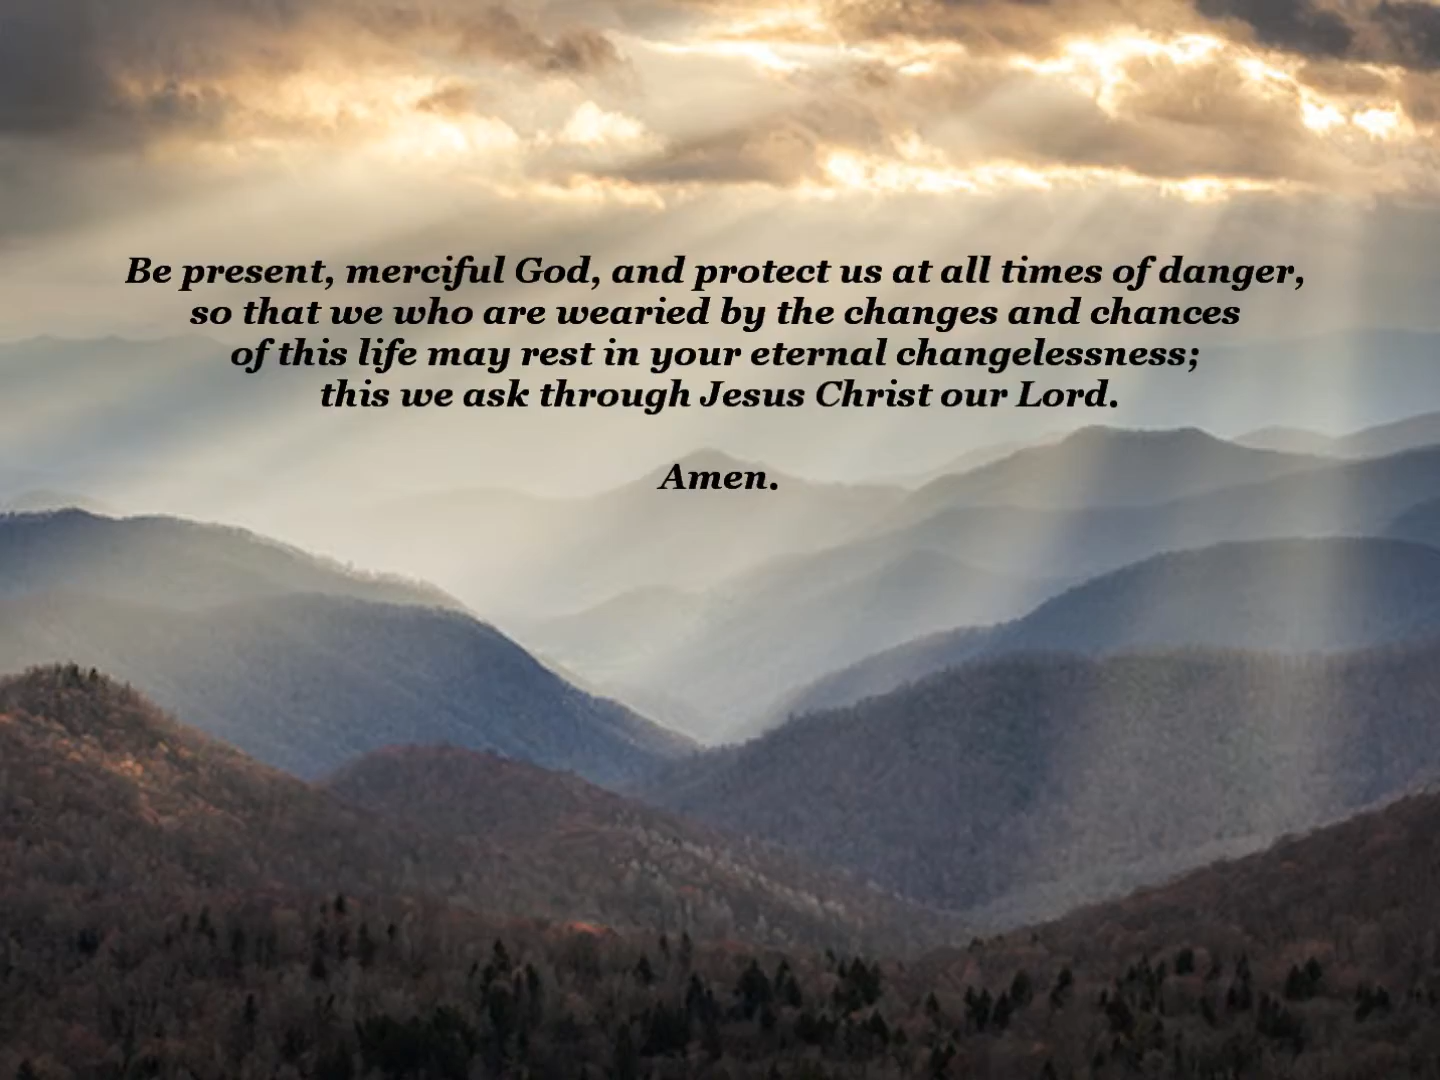 Be present, merciful God, and protect us at all times of danger,
so that we who are wearied by the changes and chances
of this life may rest in your eternal changelessness;
this we ask through Jesus Christ our Lord.
Amen.